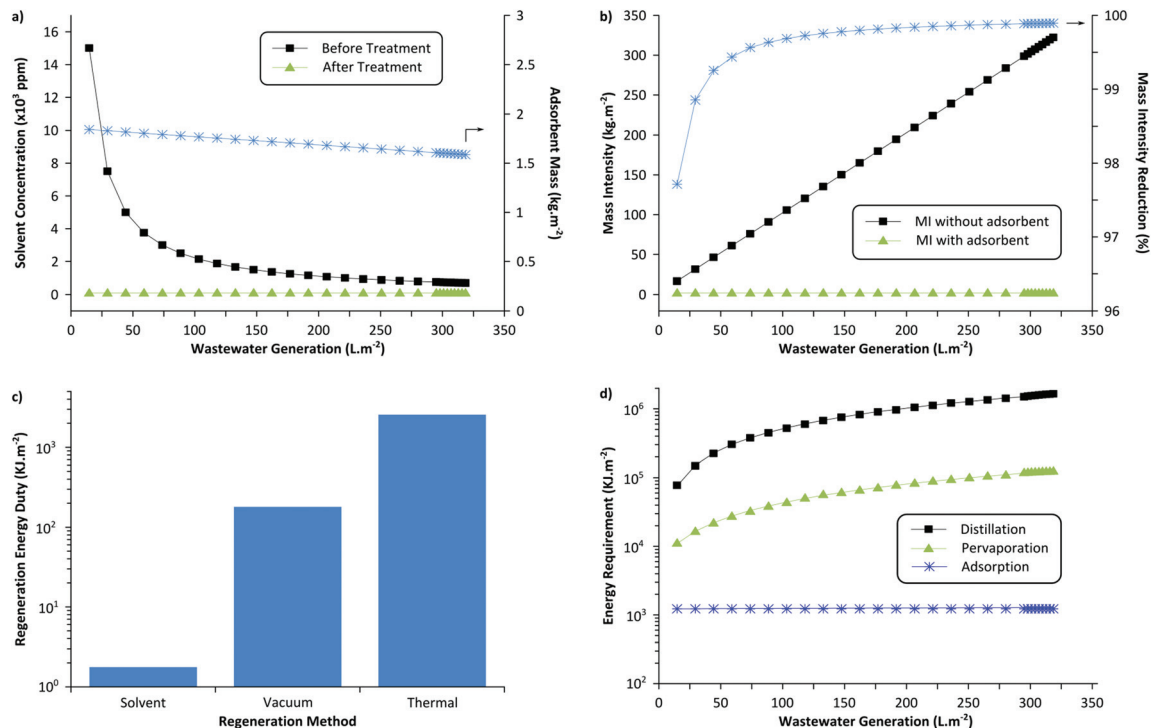 a)
Solvent Concentration (x10³ ppm)
16
14
12
10
8
6
4
2
0
Before Treatment
After Treatment
3
2.5
2
1.5
1
0.5
0
Adsorbent Mass (kg.m⁻²)
0
50
100
150
200
250
300
350
Wastewater Generation (L.m⁻²)
b)
Mass Intensity (kg.m⁻²)
350
300
250
200
150
100
50
0
MI without adsorbent
MI with adsorbent
100
99
98
97
96
Mass Intensity Reduction
(%)
0
50
100
150
200
250
300
350
Wastewater Generation (L.m⁻²)
c)
Regeneration Energy Duty (KJ.m⁻²)
10³
10²
10¹
10⁰
Solvent
Vacuum
Thermal
Regeneration Method
d)
Energy Requirement (KJ.m⁻²)
10⁶
10⁵
10⁴
10³
10²
Distillation
Pervaporation
Adsorption
0
50
100
150
200
250
300
350
Wastewater Generation (L.m⁻²)